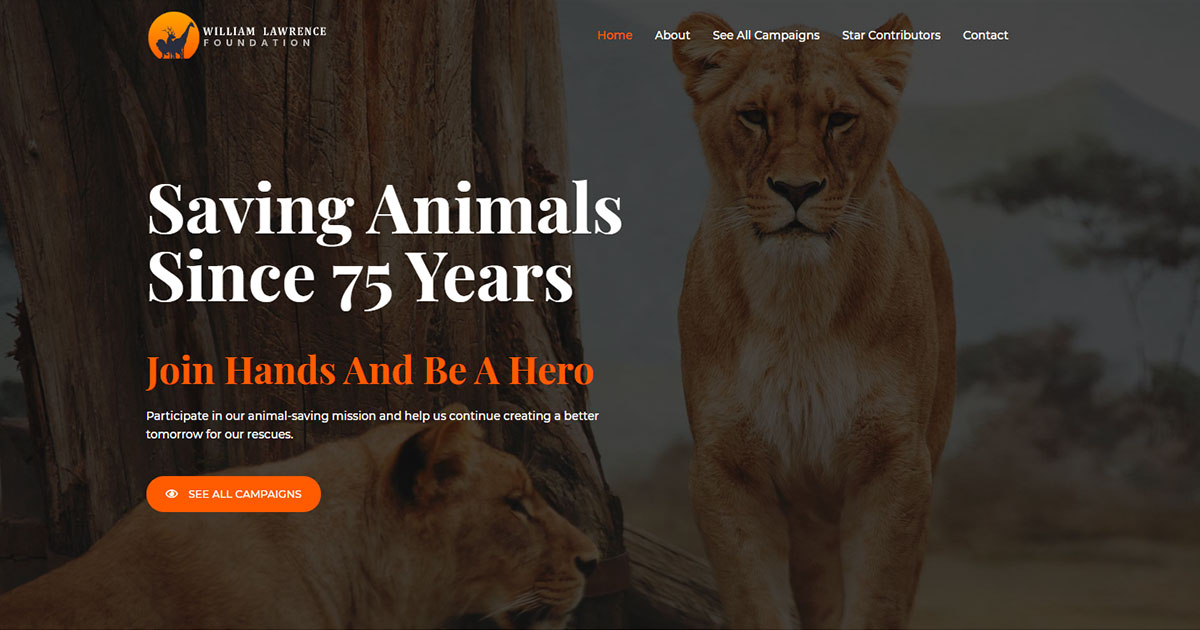 WILLIAM LAWRENCE
FOUNDATION
Home About See All Campaigns Star Contributors Contact
Saving Animals
Since 75 Years
Join Hands And Be A Hero
Participate in our animal-saving mission and help us continue creating a better
tomorrow for our rescues.
SEE ALL CAMPAIGNS